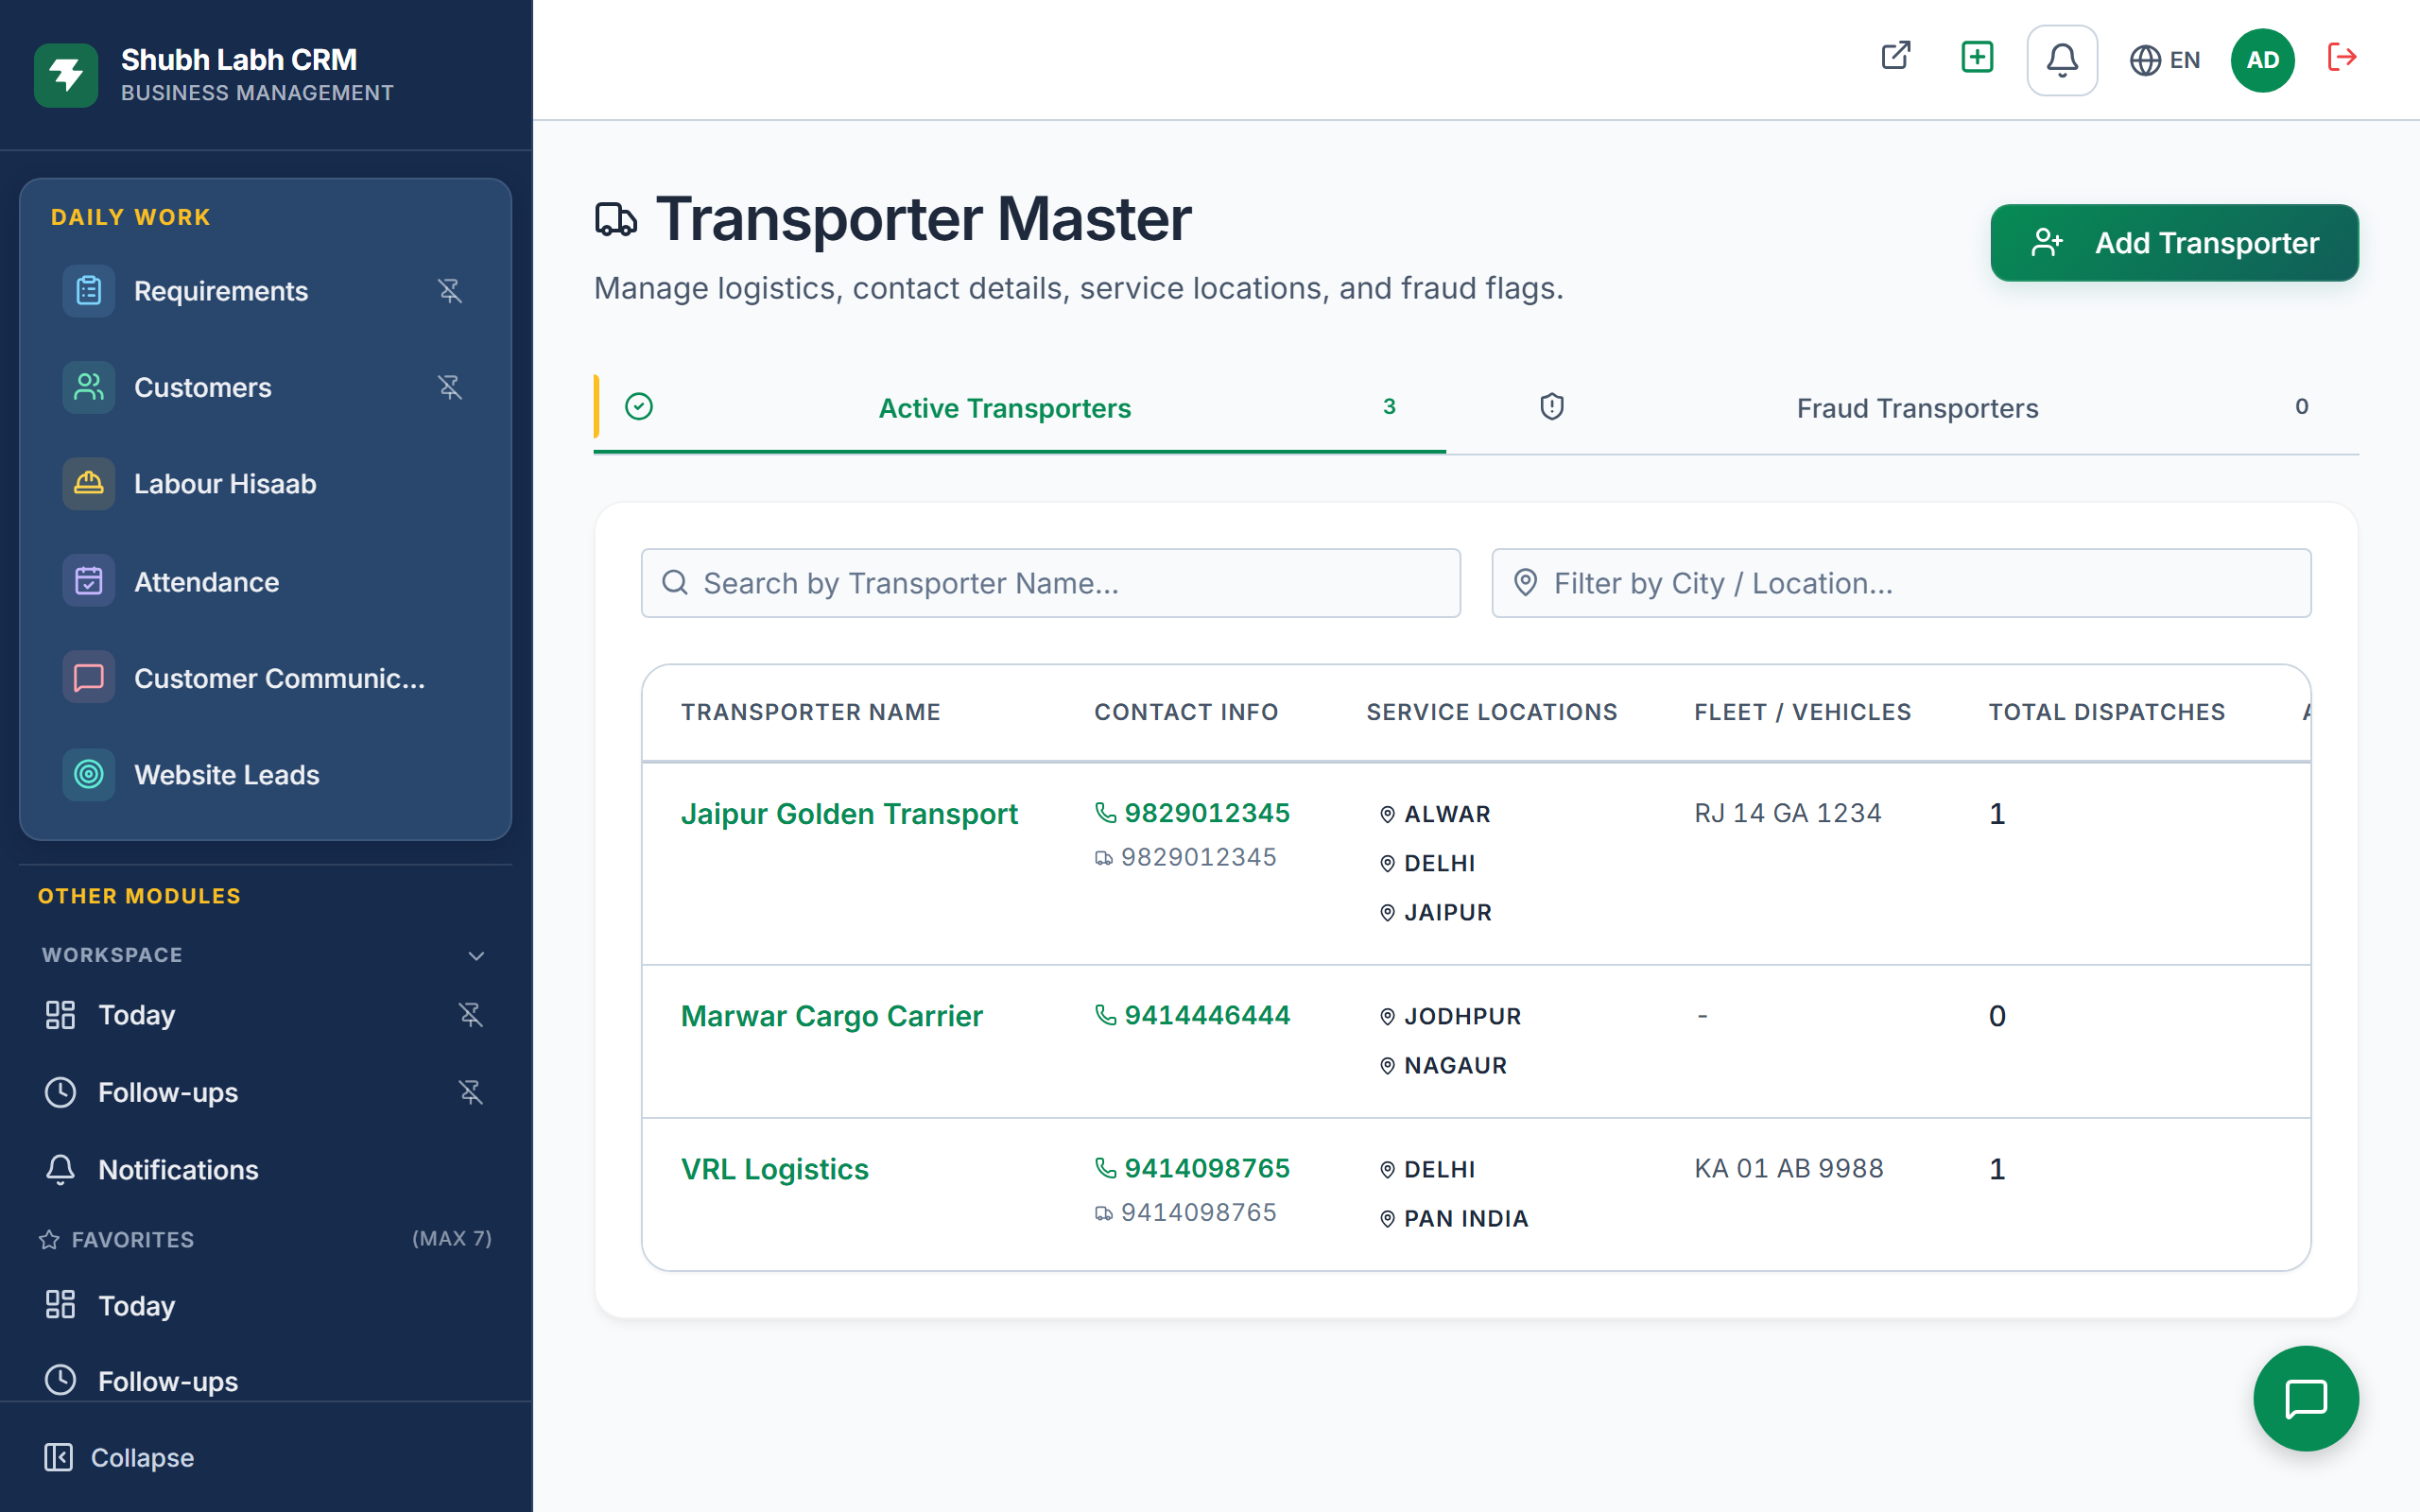 Shubh Labh CRM
BUSINESS MANAGEMENT
DAILY WORK
Requirements
Customers
Labour Hisaab
Attendance
Customer Communic...
Website Leads
OTHER MODULES
WORKSPACE
Today
Follow-ups
Notifications
FAVORITES (MAX 7)
Today
Follow-ups
Collapse
EN AD
Transporter Master
Manage logistics, contact details, service locations, and fraud flags.
Add Transporter
Active Transporters 3 Fraud Transporters 0
Search by Transporter Name... Filter by City / Location...
TRANSPORTER NAME CONTACT INFO SERVICE LOCATIONS FLEET / VEHICLES TOTAL DISPATCHES
Jaipur Golden Transport 9829012345 ALWAR RJ 14 GA 1234 1
9829012345 DELHI
JAIPUR
Marwar Cargo Carrier 9414446444 JODHPUR - 0
NAGAUR
VRL Logistics 9414098765 DELHI KA 01 AB 9988 1
9414098765 PAN INDIA